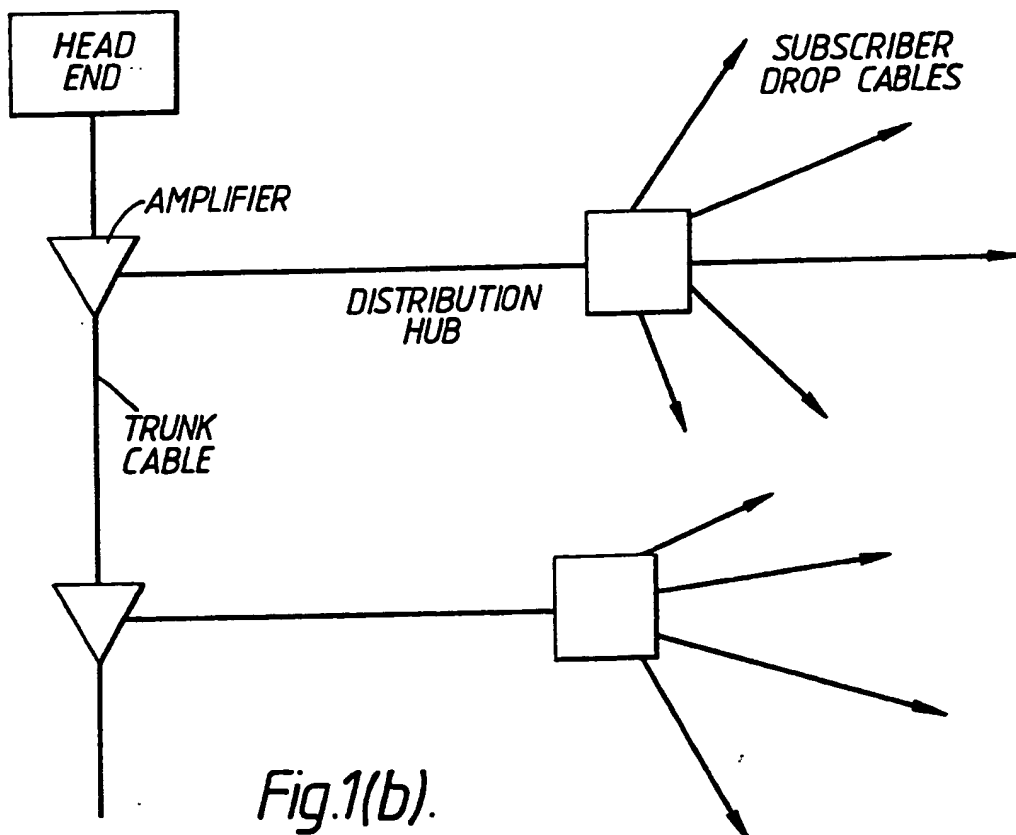 HEAD
END
SUBSCRIBER
DROP CABLES
AMPLIFIER
DISTRIBUTION
HUB
TRUNK
CABLE
Fig.1(b).